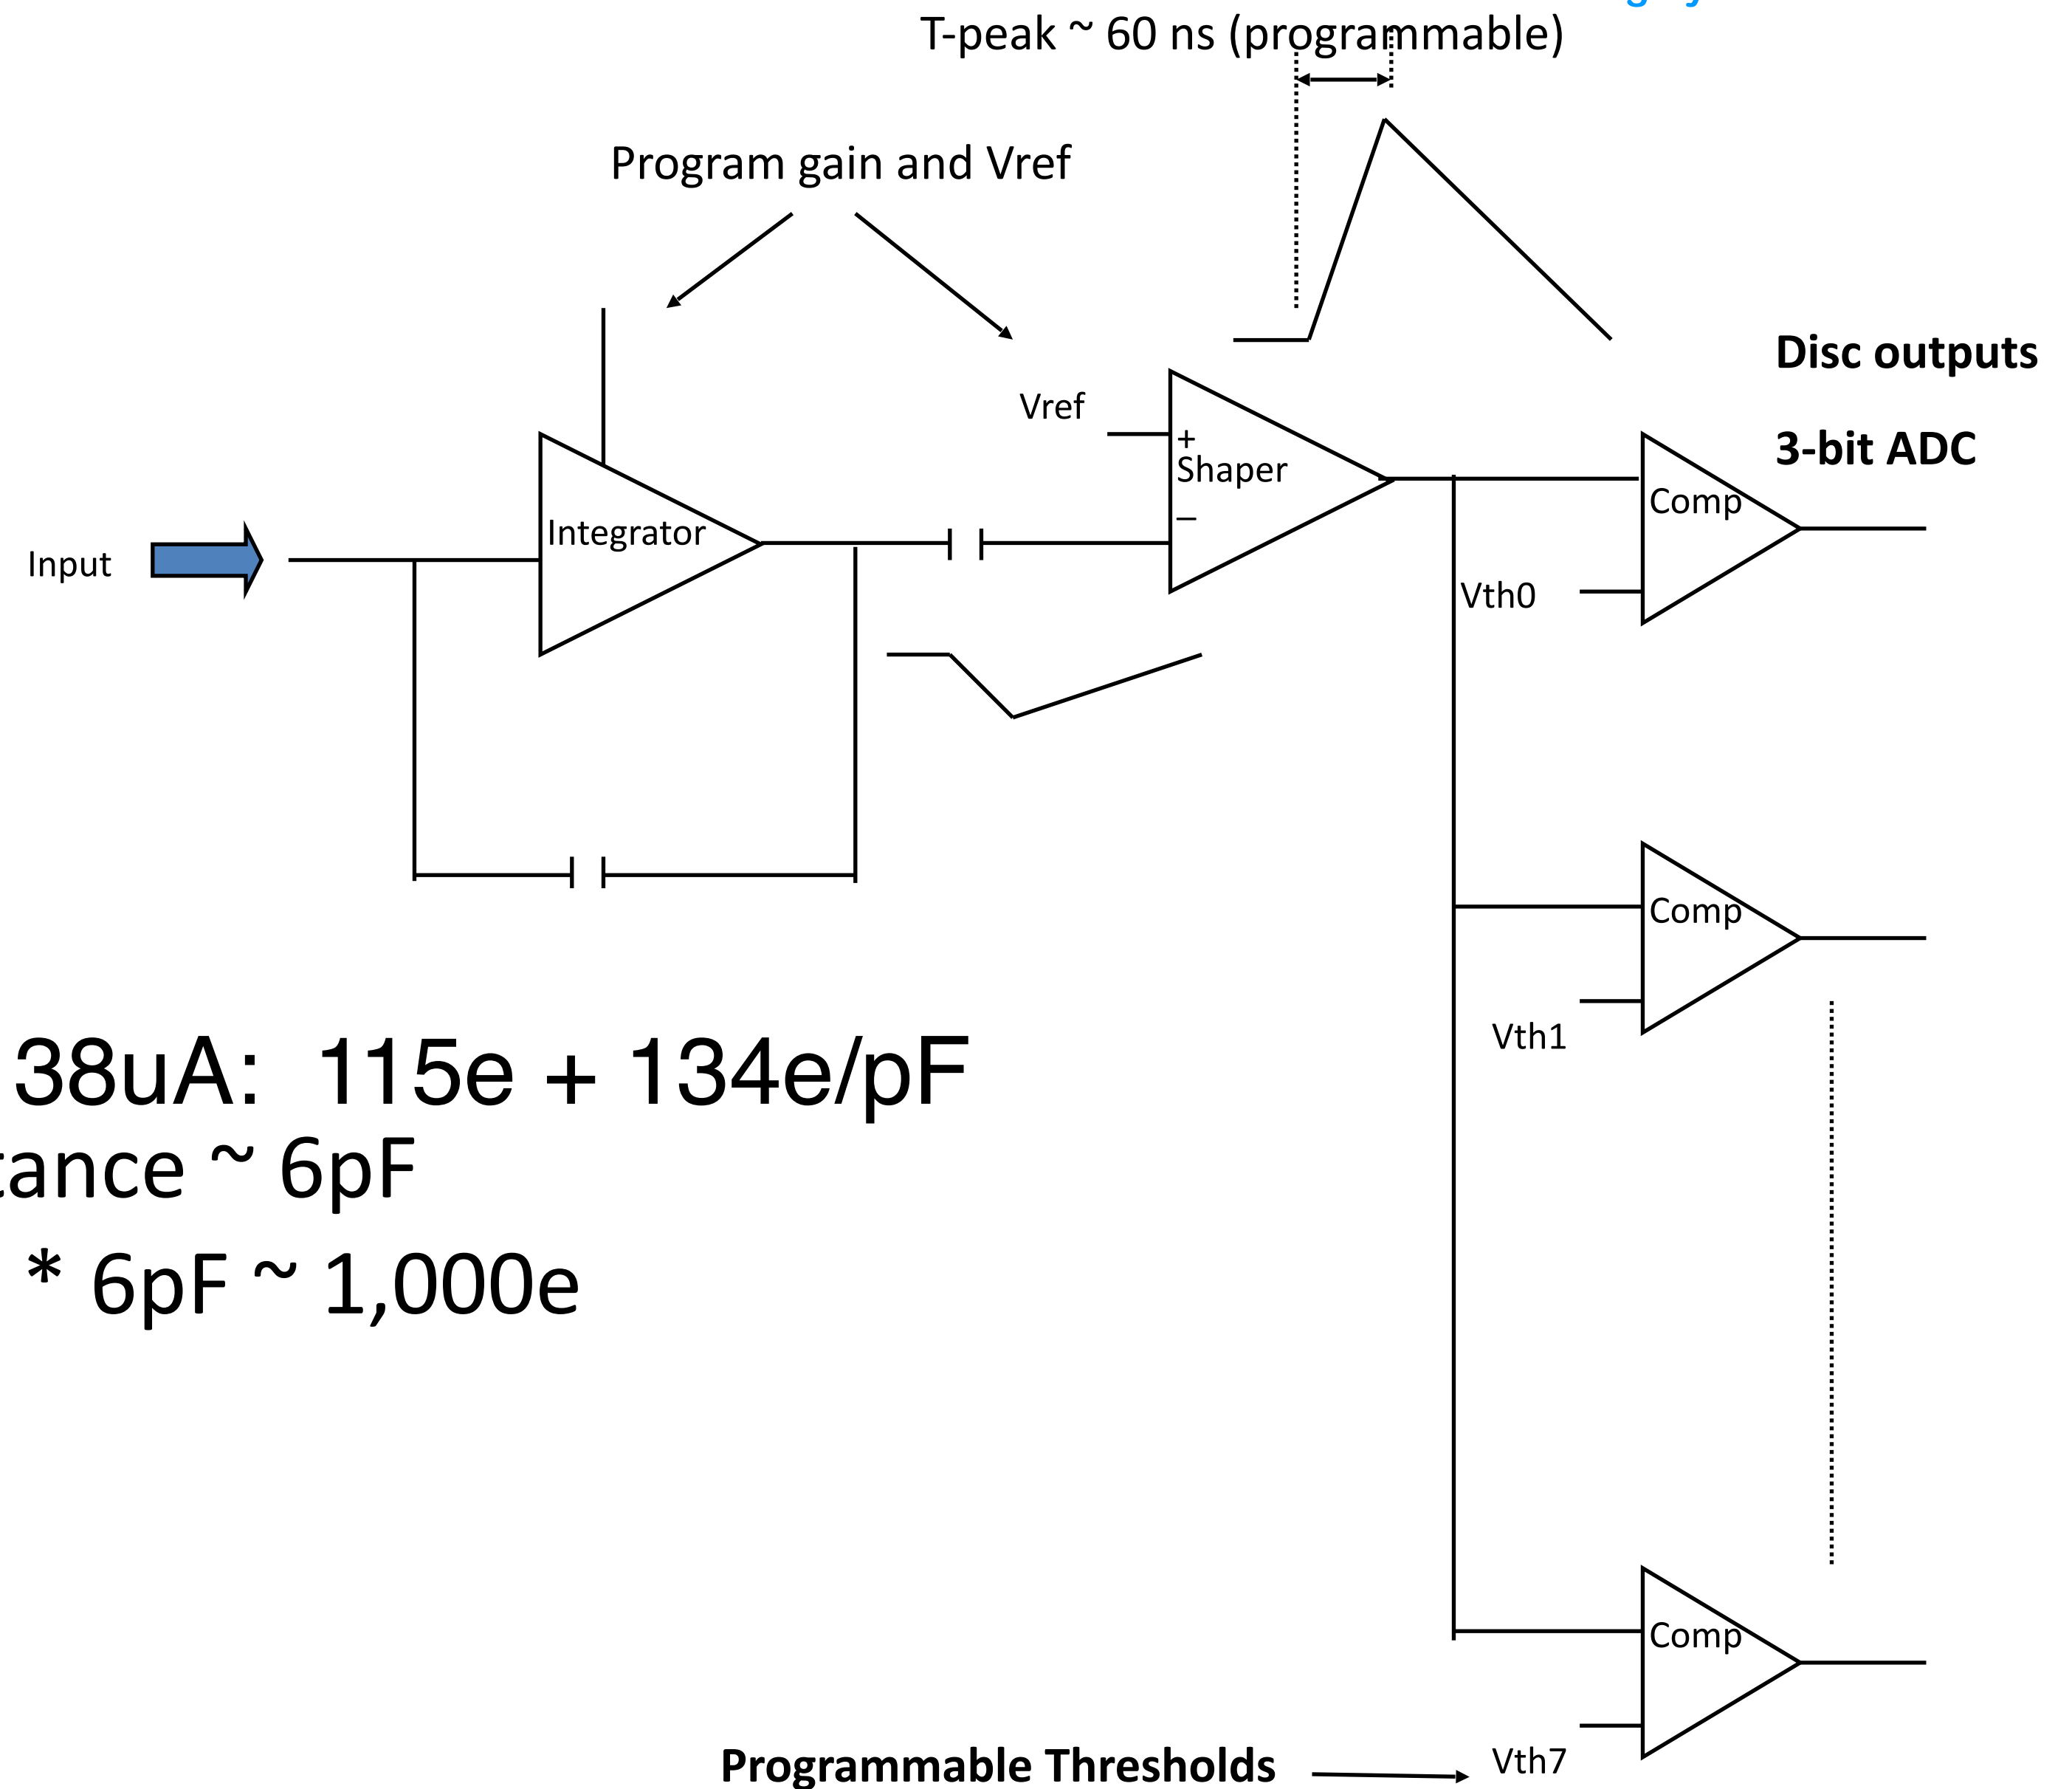 T-peak ~ 60 ns (programmable)
Program gain and Vref
Disc outputs
Vref
3-bit ADC
+
Shaper
Comp
Integrator
–
Input
Vth0
Comp
Vth1
38uA: 115e + 134e/pF
tance ~ 6pF
* 6pF ~ 1,000e
Comp
Programmable Thresholds
Vth7